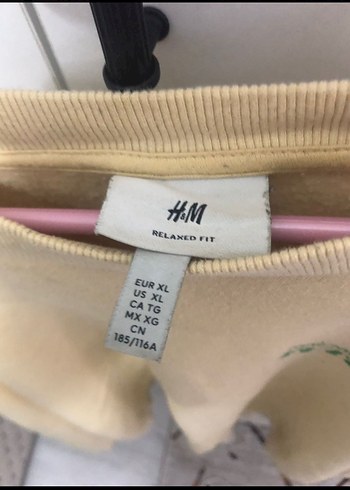 H&M
RELAXED FIT
EUR XL
US XL
CA TG
MX XG
CN
185/116A